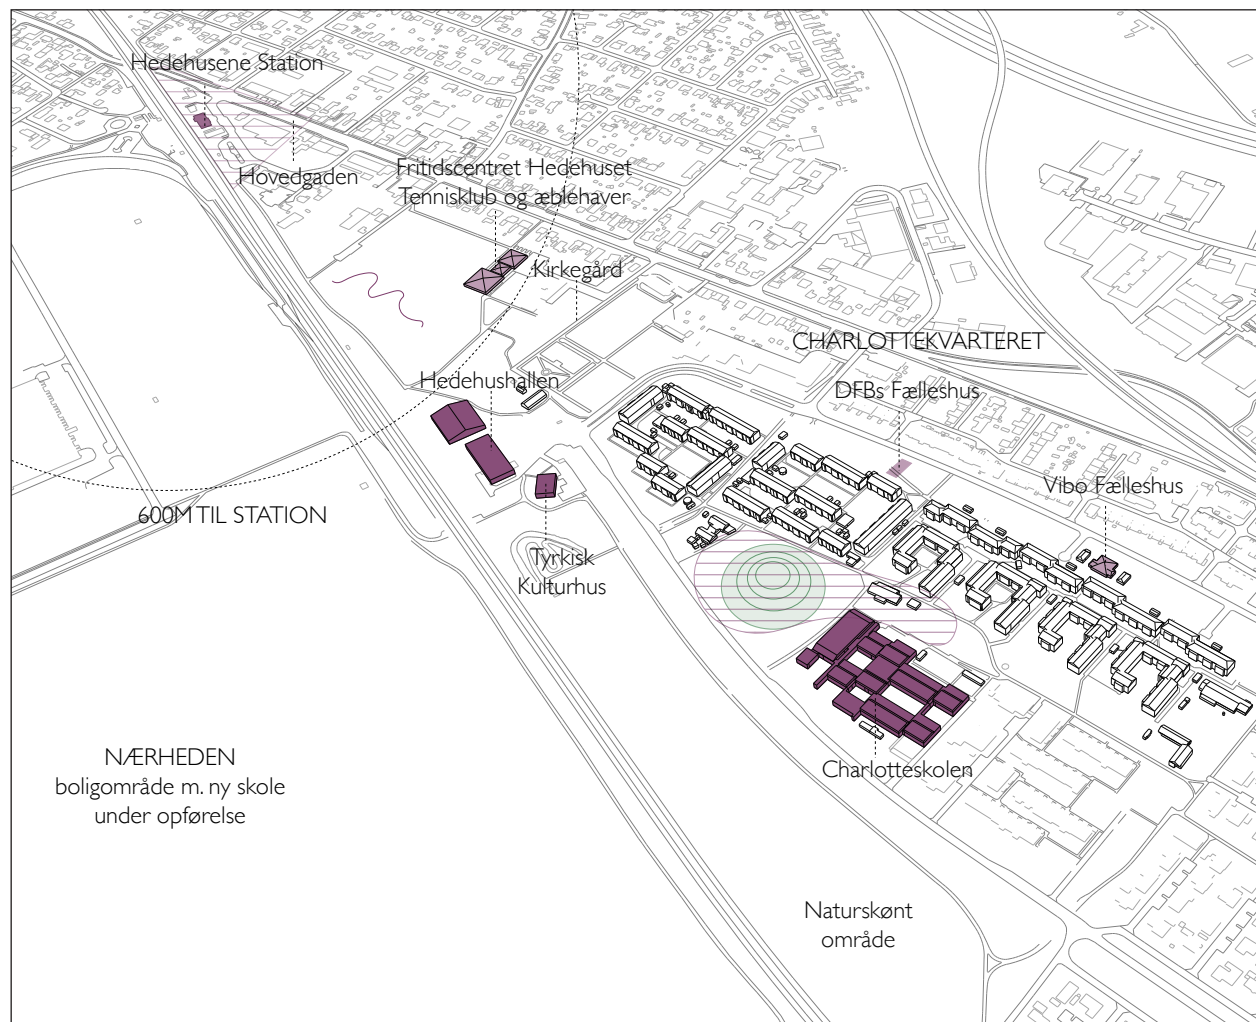 Hedehusene Station
Hovedgaden
Fritidscentret Hedehuset
Tennisklub og æblehaver
Kirkegård
CHARLOTTEKVARTERET
Hedehushallen
DFBs Fælleshus
Vibo Fælleshus
600M TIL STATION
Tyrkisk
Kulturhus
NÆRHEDEN
boligområde m. ny skole
under opførelse
Charlotteskolen
Naturskønt
område